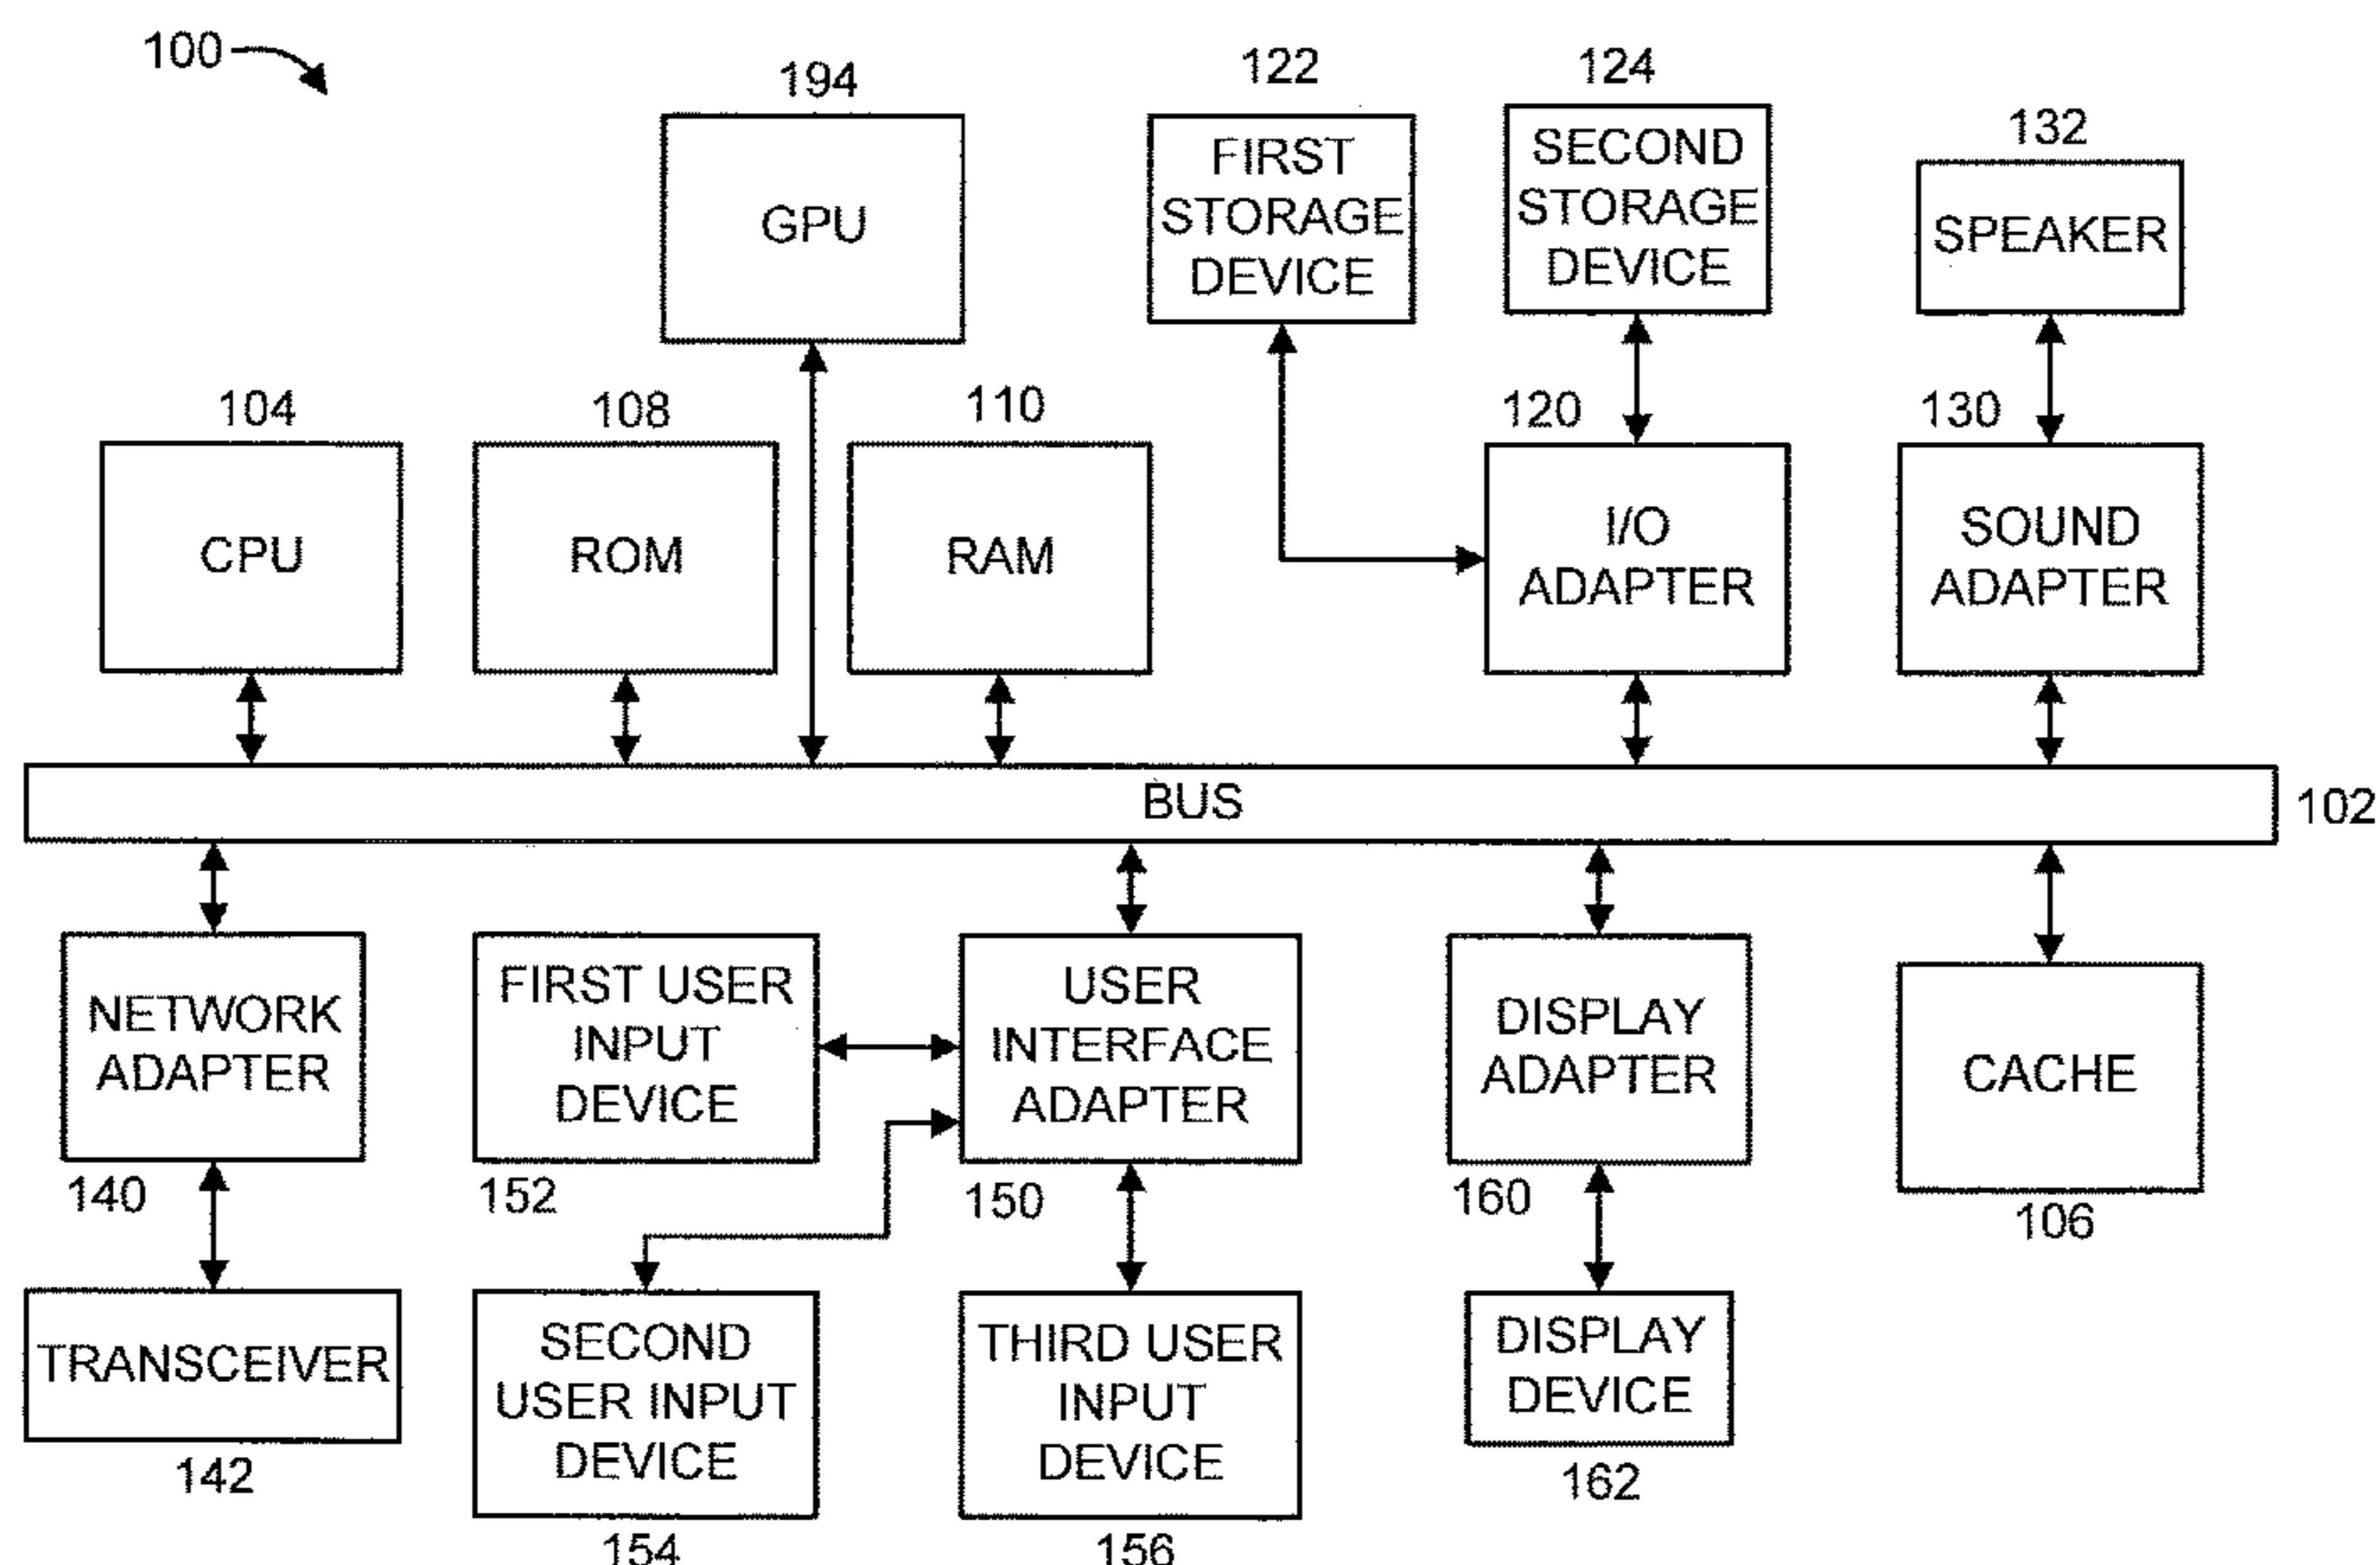 100
194
GPU
122
FIRST
STORAGE
DEVICE
124
SECOND
STORAGE
DEVICE
132
SPEAKER
104
CPU
108
ROM
110
RAM
120
I/O
ADAPTER
130
SOUND
ADAPTER
BUS
102
NETWORK
ADAPTER
140
FIRST USER
INPUT
DEVICE
152
USER
INTERFACE
ADAPTER
150
DISPLAY
ADAPTER
160
CACHE
106
TRANSCEIVER
142
SECOND
USER INPUT
DEVICE
154
THIRD USER
INPUT
DEVICE
156
DISPLAY
DEVICE
162